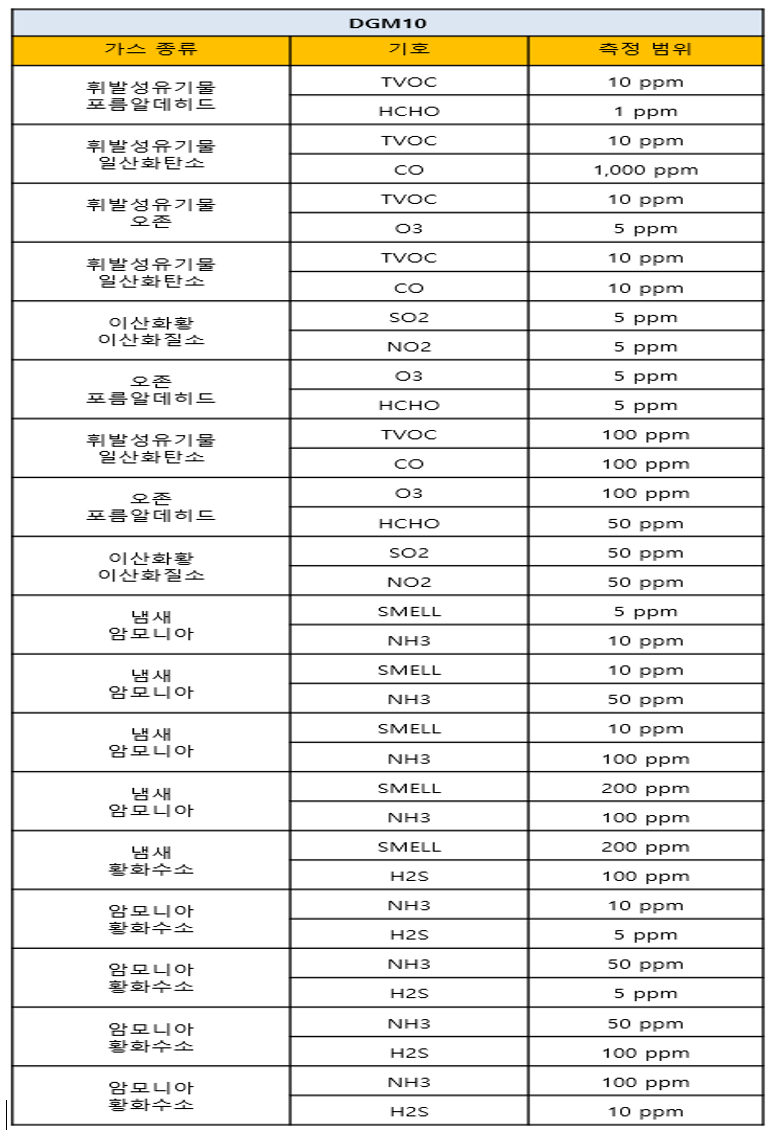 DGM10
가스 종류 기호 측정 범위
휘발성유기물
포름알데히드
TVOC 10 ppm
HCHO 1 ppm
휘발성유기물
일산화탄소
TVOC 10 ppm
CO 1,000 ppm
휘발성유기물
오존
TVOC 10 ppm
O3 5 ppm
휘발성유기물
일산화탄소
TVOC 10 ppm
CO 10 ppm
이산화황
이산화질소
SO2 5 ppm
NO2 5 ppm
오존
포름알데히드
O3 5 ppm
HCHO 5 ppm
휘발성유기물
일산화탄소
TVOC 100 ppm
CO 100 ppm
오존
포름알데히드
O3 100 ppm
HCHO 50 ppm
이산화황
이산화질소
SO2 50 ppm
NO2 50 ppm
냄새
암모니아
SMELL 5 ppm
NH3 10 ppm
냄새
암모니아
SMELL 10 ppm
NH3 50 ppm
냄새
암모니아
SMELL 10 ppm
NH3 100 ppm
냄새
암모니아
SMELL 200 ppm
NH3 100 ppm
냄새
황화수소
SMELL 200 ppm
H2S 100 ppm
암모니아
황화수소
NH3 10 ppm
H2S 5 ppm
암모니아
황화수소
NH3 50 ppm
H2S 5 ppm
암모니아
황화수소
NH3 50 ppm
H2S 100 ppm
암모니아
황화수소
NH3 100 ppm
H2S 10 ppm